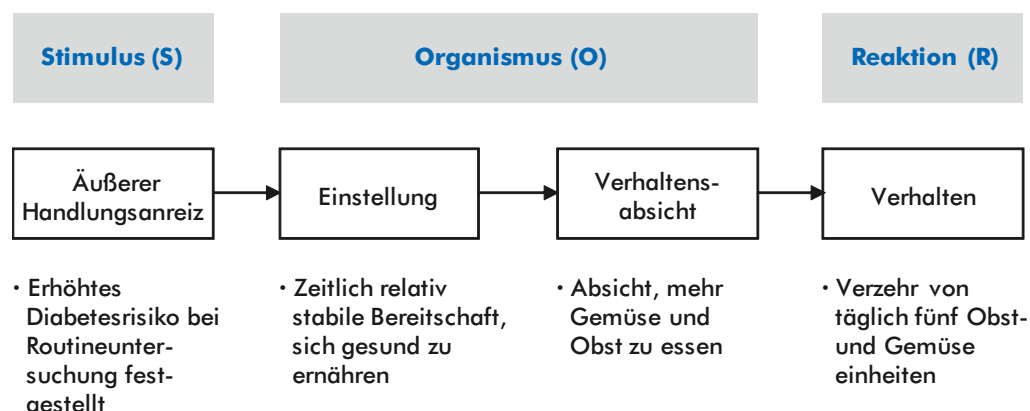 Stimulus (S)
Organismus (O)
Reaktion (R)
Äußerer
Handlungsanreiz
Einstellung
Verhaltens-
absicht
Verhalten
· Erhöhtes
Diabetesrisiko bei
Routineunter-
suchung fest-
gestellt
· Zeitlich relativ
stabile Bereitschaft,
sich gesund zu
ernähren
· Absicht, mehr
Gemüse und
Obst zu essen
· Verzehr von
täglich fünf Obst-
und Gemüse
einheiten